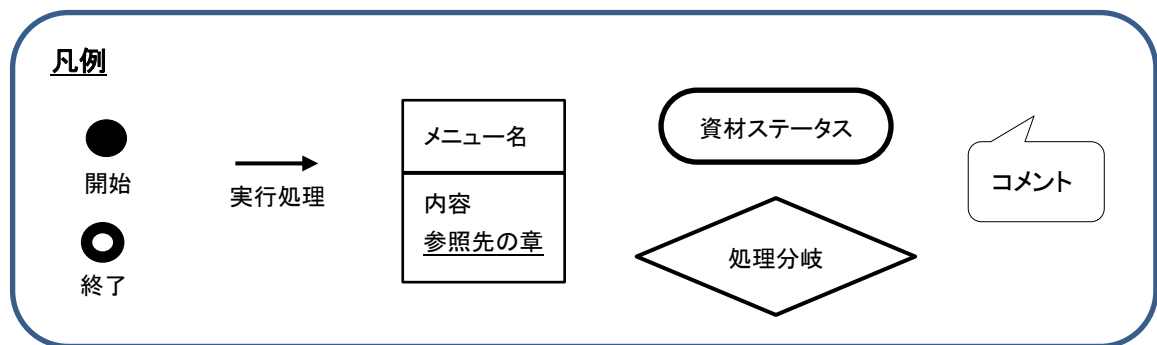 凡例
開始
終了
実行処理
メニュー名
内容
参照先の章
資材ステータス
処理分岐
コメント